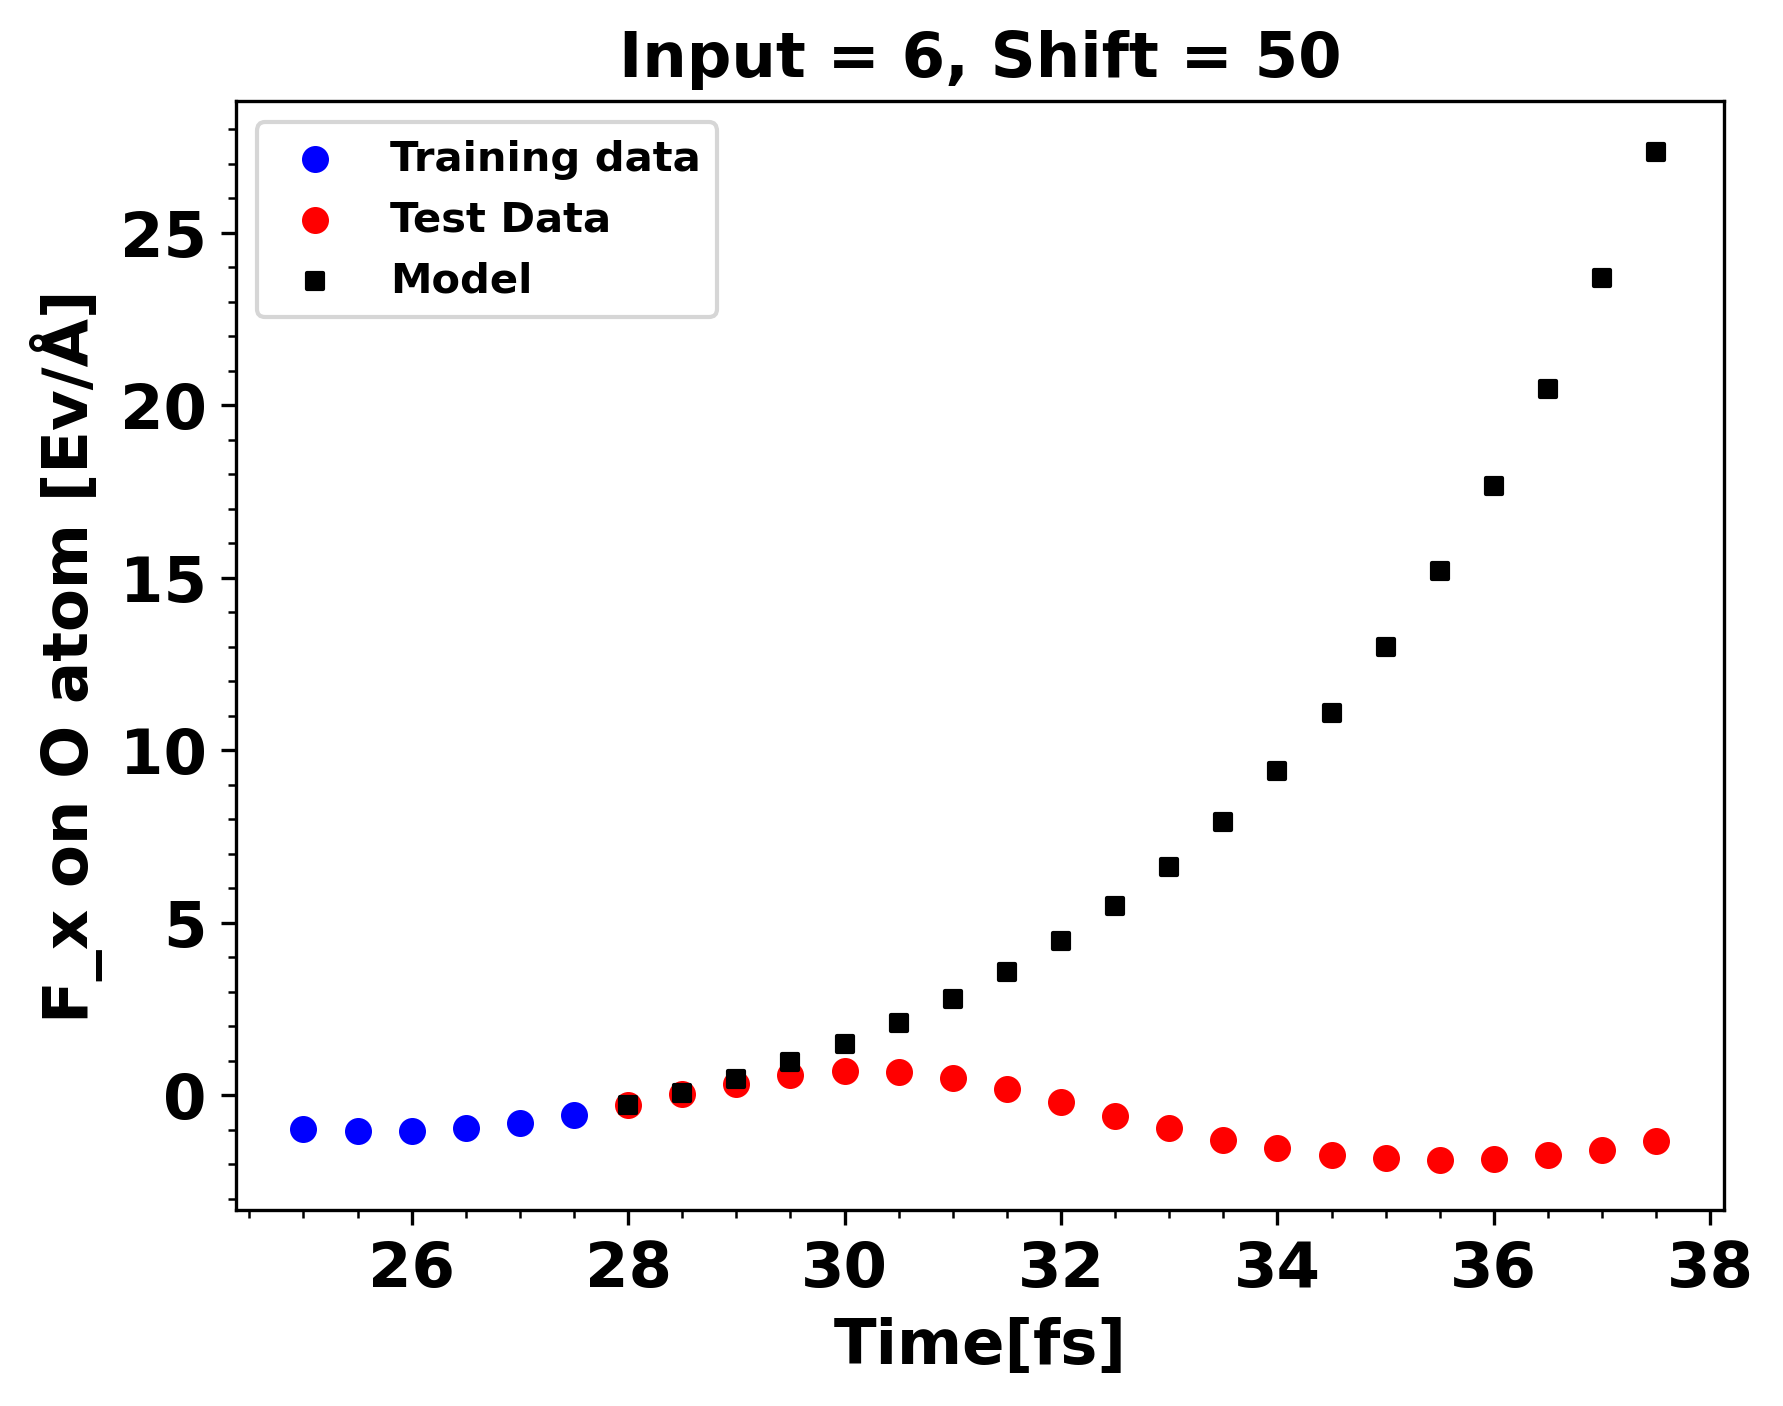 Input = 6, Shift = 50
Training data
Test Data
Model
F_x on O atom [Ev/Å]
25
20
15
10
5
0
26 28 30 32 34 36 38
Time[fs]